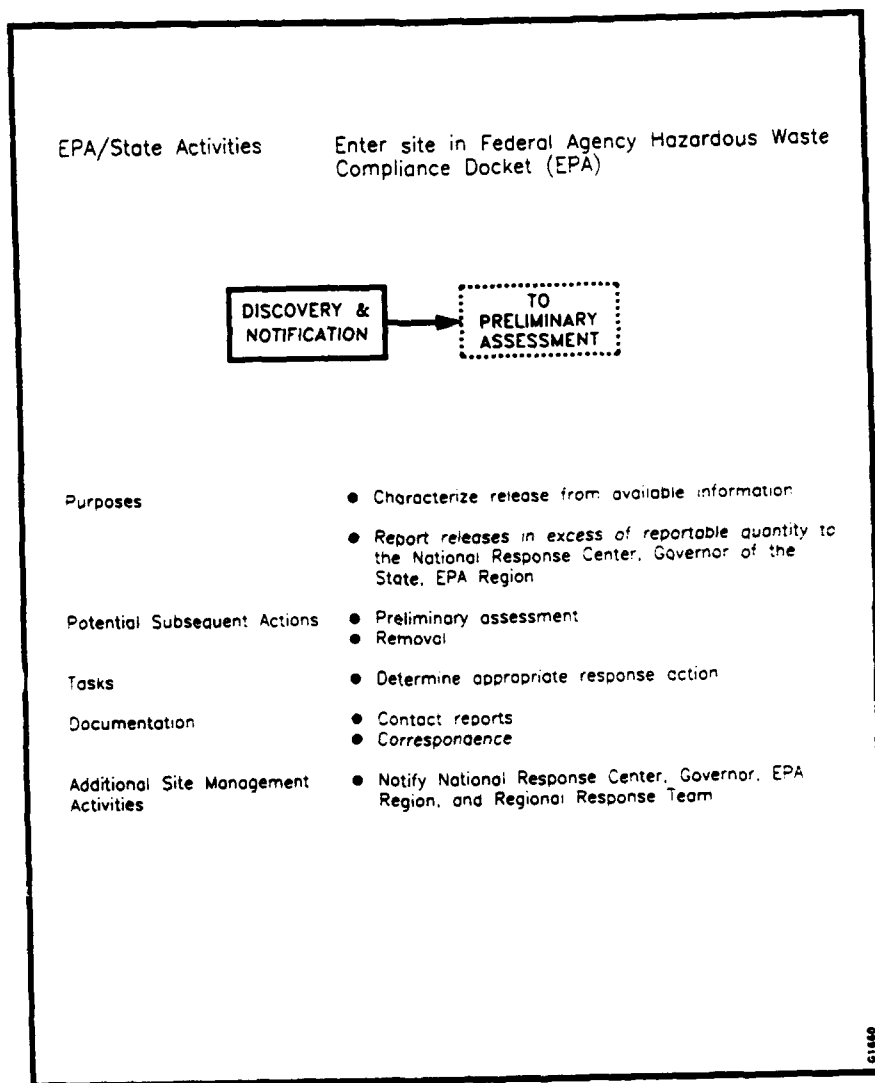 EPA/State Activities
Enter site in Federal Agency Hazardous Waste
Compliance Docket (EPA)
DISCOVERY &
NOTIFICATION
TO
PRELIMINARY
ASSESSMENT
Purposes
● Characterize release from available information
● Report releases in excess of reportable quantity to
the National Response Center, Governor of the
State, EPA Region
Potential Subsequent Actions
● Preliminary assessment
● Removal
Tasks
● Determine appropriate response action
Documentation
● Contact reports
● Correspondence
Additional Site Management
Activities
● Notify National Response Center, Governor, EPA
Region, and Regional Response Team
G1660